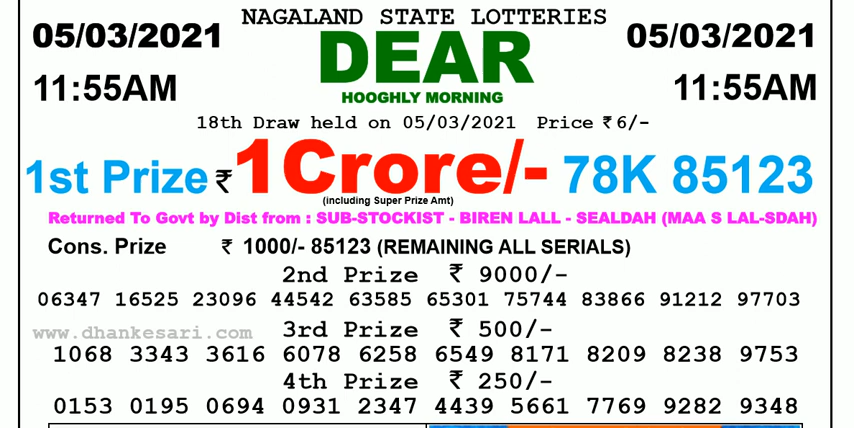 NAGALAND STATE LOTTERIES
05/03/2021 DEAR 05/03/2021
11:55AM HOOGHLY MORNING 11:55AM
18th Draw held on 05/03/2021 Price ₹6/-
1st Prize ₹ 1Crore/- 78K 85123
(including Super Prize Amt)
Returned To Govt by Dist from : SUB-STOCKIST - BIREN LALL - SEALDAH (MAA S LAL-SDAH)
Cons. Prize ₹ 1000/- 85123 (REMAINING ALL SERIALS)
2nd Prize ₹ 9000/-
06347 16525 23096 44542 63585 65301 75744 83866 91212 97703
www.dhankesari.com 3rd Prize ₹ 500/-
1068 3343 3616 6078 6258 6549 8171 8209 8238 9753
4th Prize ₹ 250/-
0153 0195 0694 0931 2347 4439 5661 7769 9282 9348